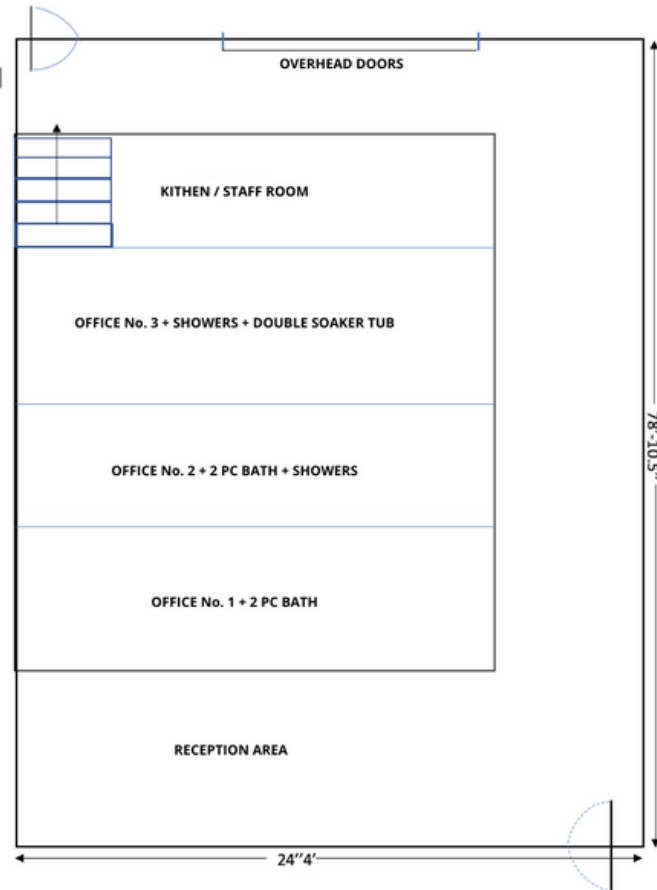 OVERHEAD DOORS
KITHEN / STAFF ROOM
OFFICE No. 3 + SHOWERS + DOUBLE SOAKER TUB
78'-10.5"
OFFICE No. 2 + 2 PC BATH + SHOWERS
OFFICE No. 1 + 2 PC BATH
RECEPTION AREA
24''4'